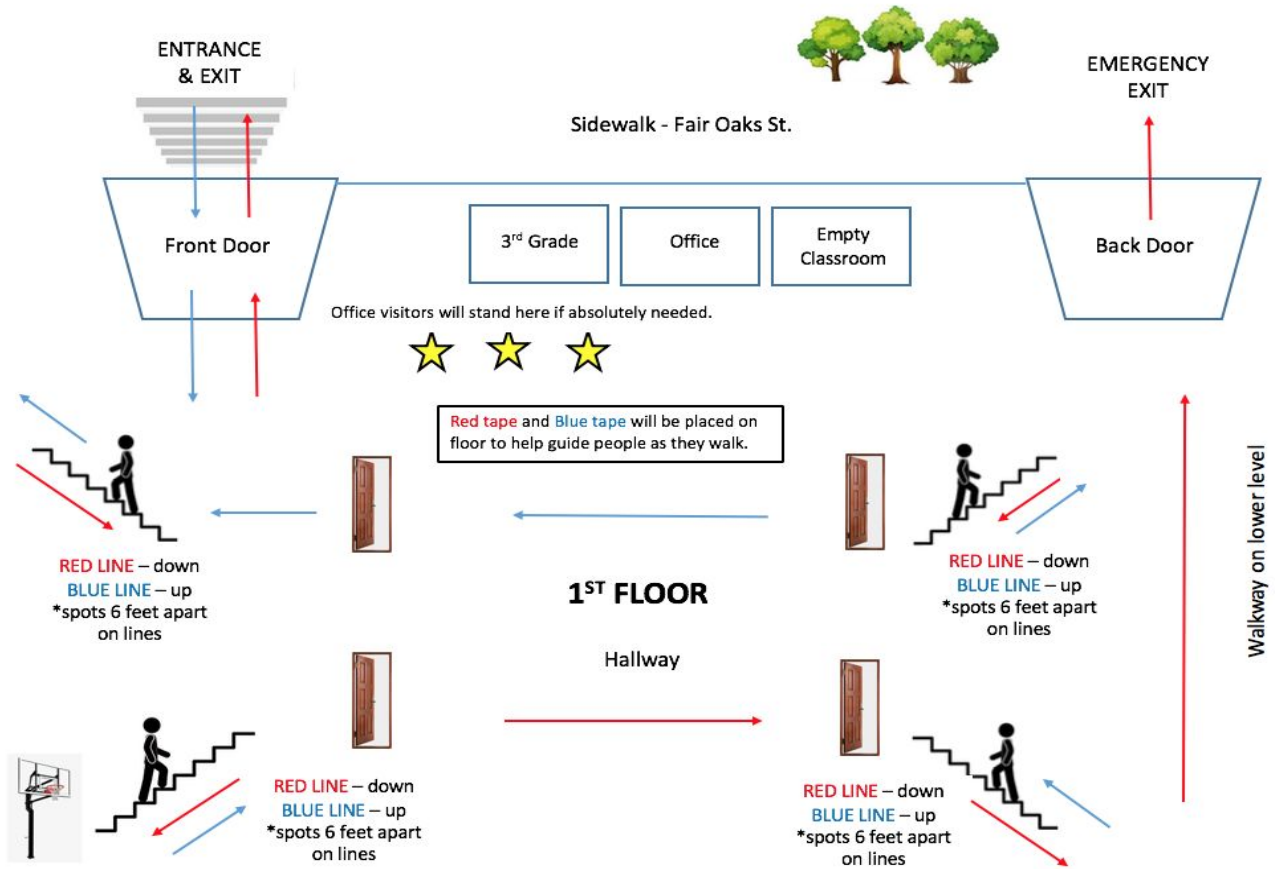 ENTRANCE
& EXIT
EMERGENCY
EXIT
Sidewalk - Fair Oaks St.
Front Door
3rd Grade
Office
Empty
Classroom
Back Door
Office visitors will stand here if absolutely needed.
Red tape and Blue tape will be placed on
floor to help guide people as they walk.
RED LINE – down
BLUE LINE – up
*spots 6 feet apart
on lines
1ST FLOOR
Hallway
RED LINE – down
BLUE LINE – up
*spots 6 feet apart
on lines
Walkway on lower level
RED LINE – down
BLUE LINE – up
*spots 6 feet apart
on lines
RED LINE – down
BLUE LINE – up
*spots 6 feet apart
on lines